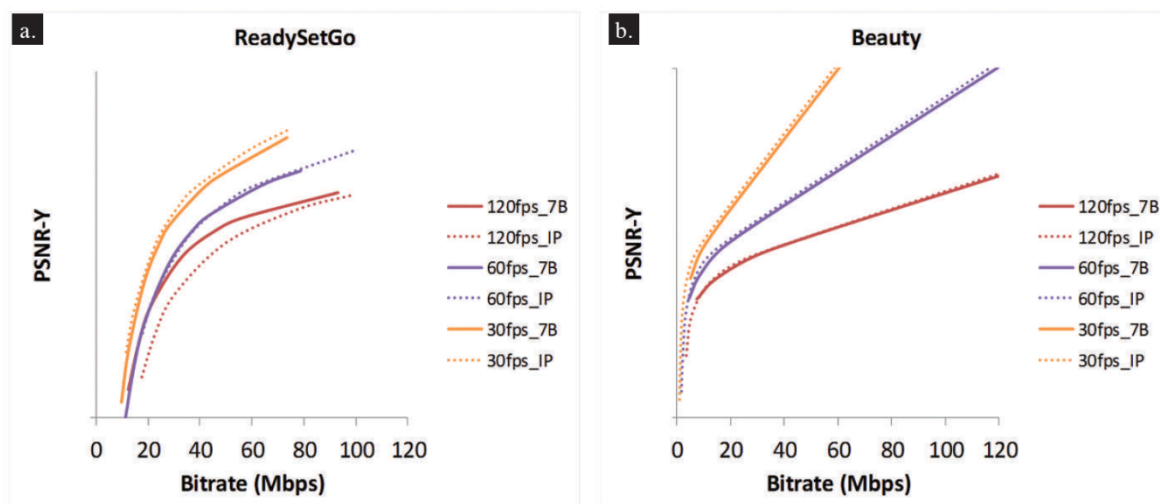 a.
ReadySetGo
PSNR-Y
120fps_7B
120fps_IP
60fps_7B
60fps_IP
30fps_7B
30fps_IP
0 20 40 60 80 100 120
Bitrate (Mbps)
b.
Beauty
PSNR-Y
120fps_7B
120fps_IP
60fps_7B
60fps_IP
30fps_7B
30fps_IP
0 20 40 60 80 100 120
Bitrate (Mbps)